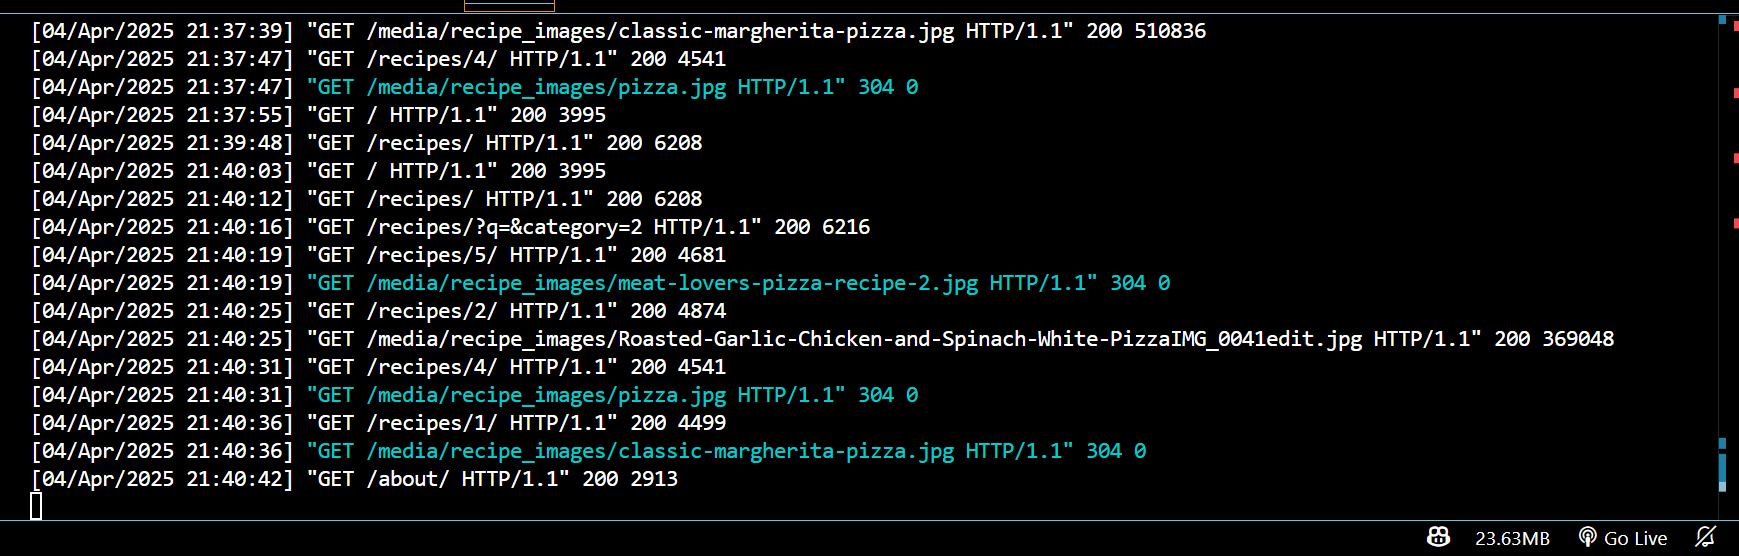 [04/Apr/2025 21:37:39] "GET /media/recipe_images/classic-margherita-pizza.jpg HTTP/1.1" 200 510836
[04/Apr/2025 21:37:47] "GET /recipes/4/ HTTP/1.1" 200 4541
[04/Apr/2025 21:37:47] "GET /media/recipe_images/pizza.jpg HTTP/1.1" 304 0
[04/Apr/2025 21:37:55] "GET / HTTP/1.1" 200 3995
[04/Apr/2025 21:39:48] "GET /recipes/ HTTP/1.1" 200 6208
[04/Apr/2025 21:40:03] "GET / HTTP/1.1" 200 3995
[04/Apr/2025 21:40:12] "GET /recipes/ HTTP/1.1" 200 6208
[04/Apr/2025 21:40:16] "GET /recipes/?q=&category=2 HTTP/1.1" 200 6216
[04/Apr/2025 21:40:19] "GET /recipes/5/ HTTP/1.1" 200 4681
[04/Apr/2025 21:40:19] "GET /media/recipe_images/meat-lovers-pizza-recipe-2.jpg HTTP/1.1" 304 0
[04/Apr/2025 21:40:25] "GET /recipes/2/ HTTP/1.1" 200 4874
[04/Apr/2025 21:40:25] "GET /media/recipe_images/Roasted-Garlic-Chicken-and-Spinach-White-PizzaIMG_0041edit.jpg HTTP/1.1" 200 369048
[04/Apr/2025 21:40:31] "GET /recipes/4/ HTTP/1.1" 200 4541
[04/Apr/2025 21:40:31] "GET /media/recipe_images/pizza.jpg HTTP/1.1" 304 0
[04/Apr/2025 21:40:36] "GET /recipes/1/ HTTP/1.1" 200 4499
[04/Apr/2025 21:40:36] "GET /media/recipe_images/classic-margherita-pizza.jpg HTTP/1.1" 304 0
[04/Apr/2025 21:40:42] "GET /about/ HTTP/1.1" 200 2913
23.63MB Go Live